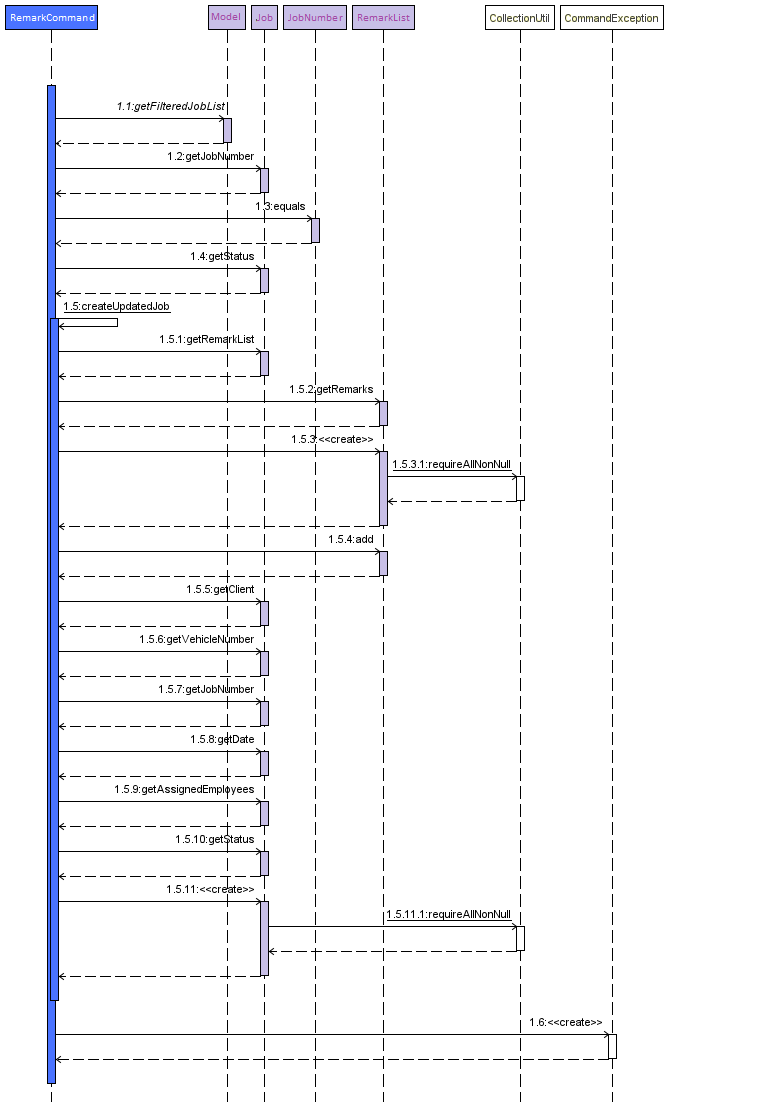 RemarkCommand
Model
Job
JobNumber
RemarkList
CollectionUtil
CommandException
1.1:getFilteredJobList
1.2:getJobNumber
1.3:equals
1.4:getStatus
1.5:createUpdatedJob
1.5.1:getRemarkList
1.5.2:getRemarks
1.5.3:<<create>>
1.5.3.1:requireAllNonNull
1.5.4:add
1.5.5:getClient
1.5.6:getVehicleNumber
1.5.7:getJobNumber
1.5.8:getDate
1.5.9:getAssignedEmployees
1.5.10:getStatus
1.5.11:<<create>>
1.5.11.1:requireAllNonNull
1.6:<<create>>